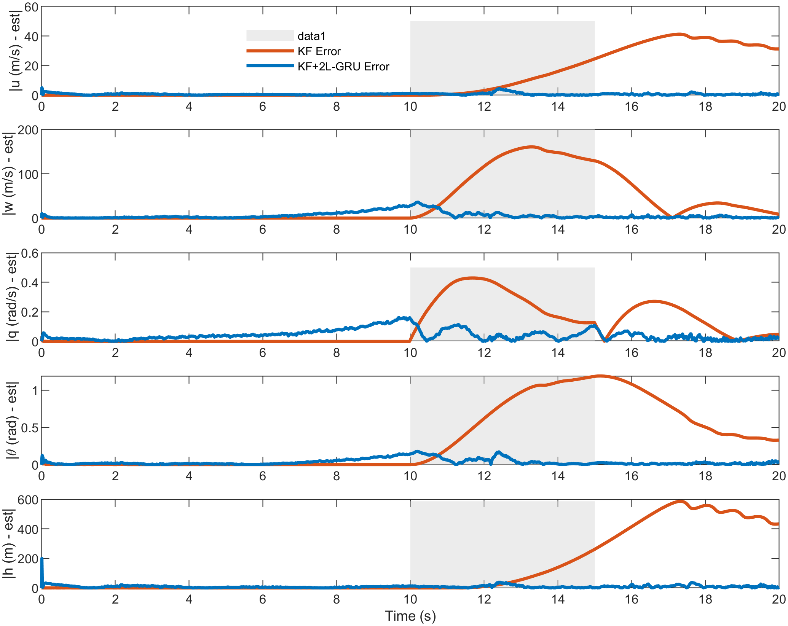 60
40
20
0
|u (m/s) - est|
data1
KF Error
KF+2L-GRU Error
0 2 4 6 8 10 12 14 16 18 20
200
100
0
|w (m/s) - est|
0 2 4 6 8 10 12 14 16 18 20
0.6
0.4
0.2
0
|q (rad/s) - est|
0 2 4 6 8 10 12 14 16 18 20
1
0.5
0
|θ (rad) - est|
0 2 4 6 8 10 12 14 16 18 20
600
400
200
0
|h (m) - est|
0 2 4 6 8 10 12 14 16 18 20
Time (s)